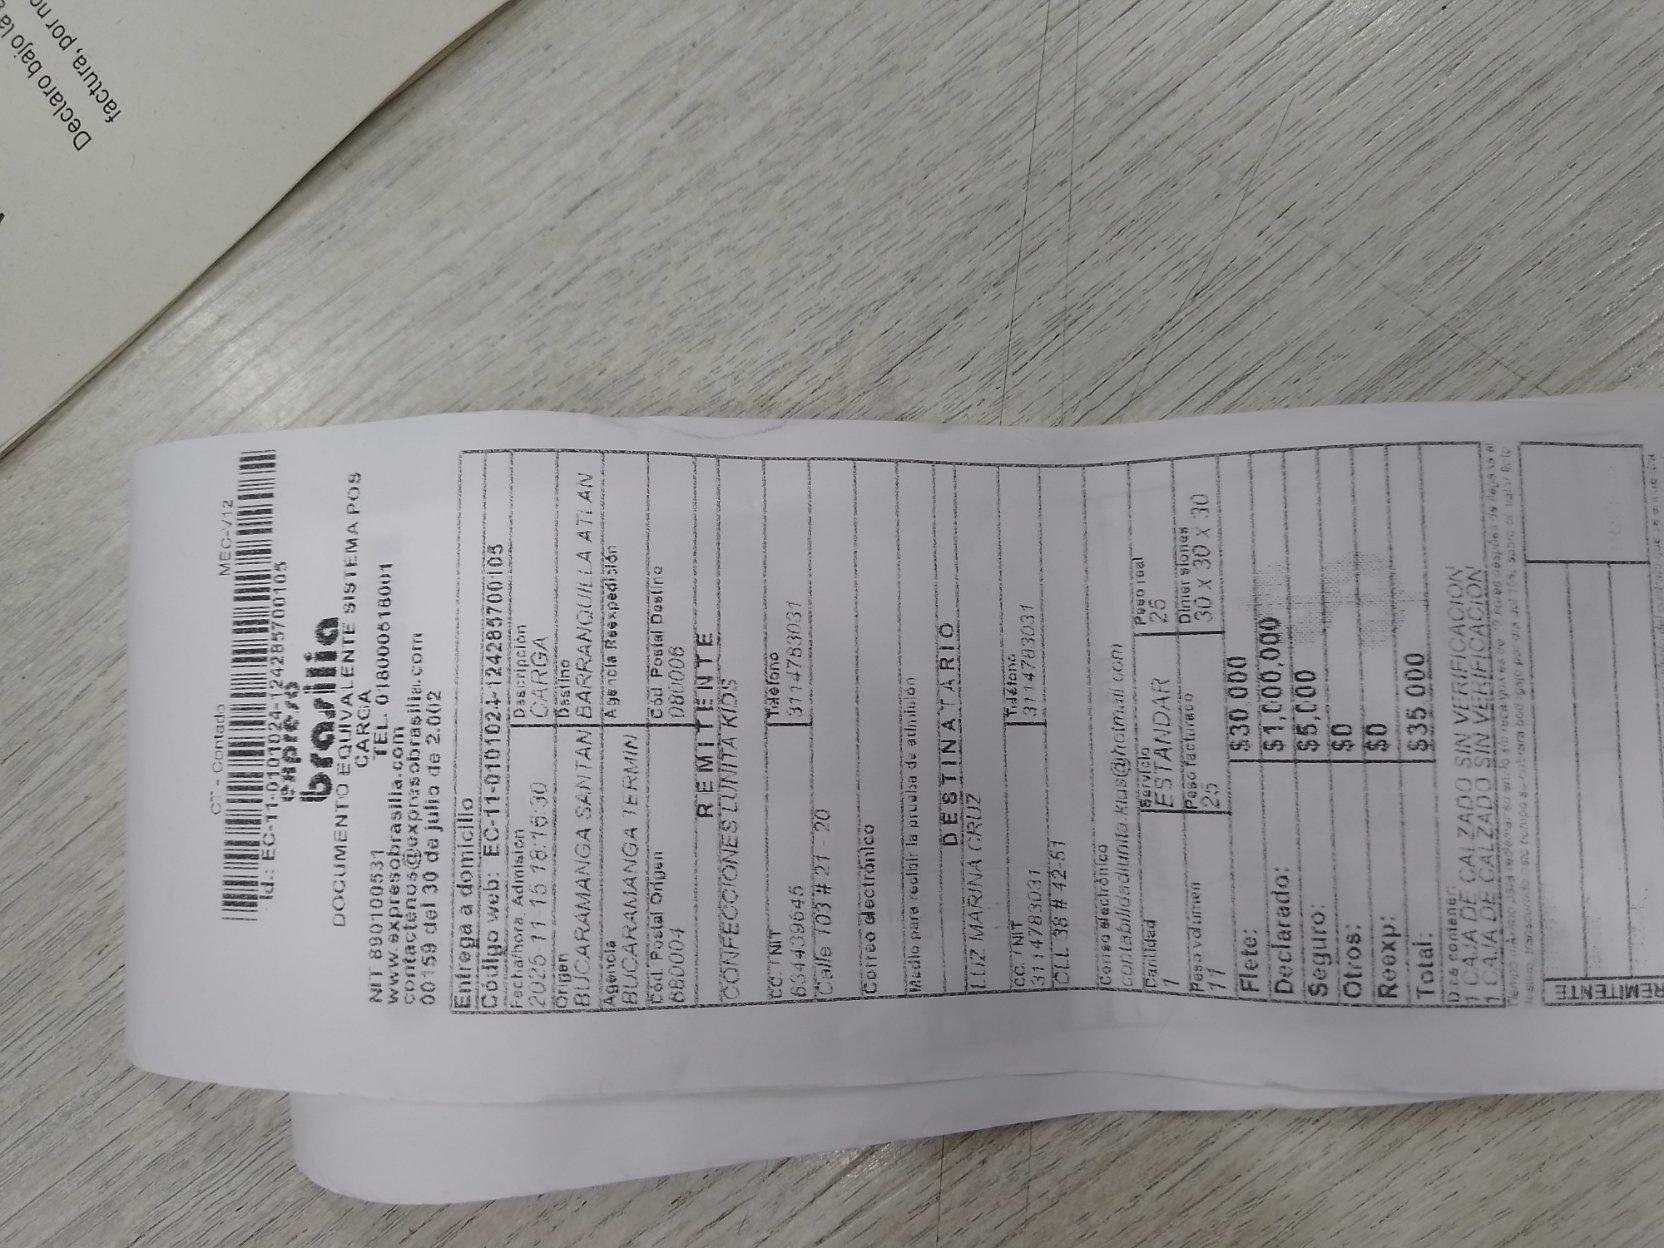 Declaro bajo la
factura, por no
CT - Contado MEC-V12
Id.: EC-11-0101024-124285700105
expreso
brasilia
DOCUMENTO EQUIVALENTE SISTEMA POS
CARGA
NIT 890100531 TEL. 018000518001
www.expresobrasilia.com
contactenos@expresobrasilia.com
00159 del 30 de julio de 2.002
Entrega a domicilio
Código web: EC-11-0101024-124285700105
Fecha/hora. Admisión Descripción
2025 11 15 18:16:30 CARGA
Origen Destino
BUCARAMANGA SANTAN BARRANQUILLA ATLAN
Agencia Agencia Reexpedisión
BUCARAMANGA TERMIN
Cód. Postal Origen Cód. Postal Destino
680004 080006
REMITENTE
CONFECCIONES LUNITA KIDS
CC. / NIT Teléfono
634439645 3114783031
Calle 103 # 21 - 20
Correo electrónico
Medio para recibir la prueba de admisión
DESTINATARIO
LUZ MARINA CRUZ
C.C. / NIT Teléfono
3114783031 3114783031
CLL 38 # 42-51
Correo electrónico
contabilidadlunita.kids@hotmail.com
Cantidad Servicio Peso real
1 ESTANDAR 25
Peso volumen Peso facturado Dimensiones
11 25 30 x 30 x 30
Flete: $30,000
Declarado: $1,000,000
Seguro: $5,000
Otros: $0
Reexp: $0
Total: $35,000
Dice contener:
1 CAJA DE CALZADO SIN VERIFICACION
1 CAJA DE CALZADO SIN VERIFICACION
REMITENTE